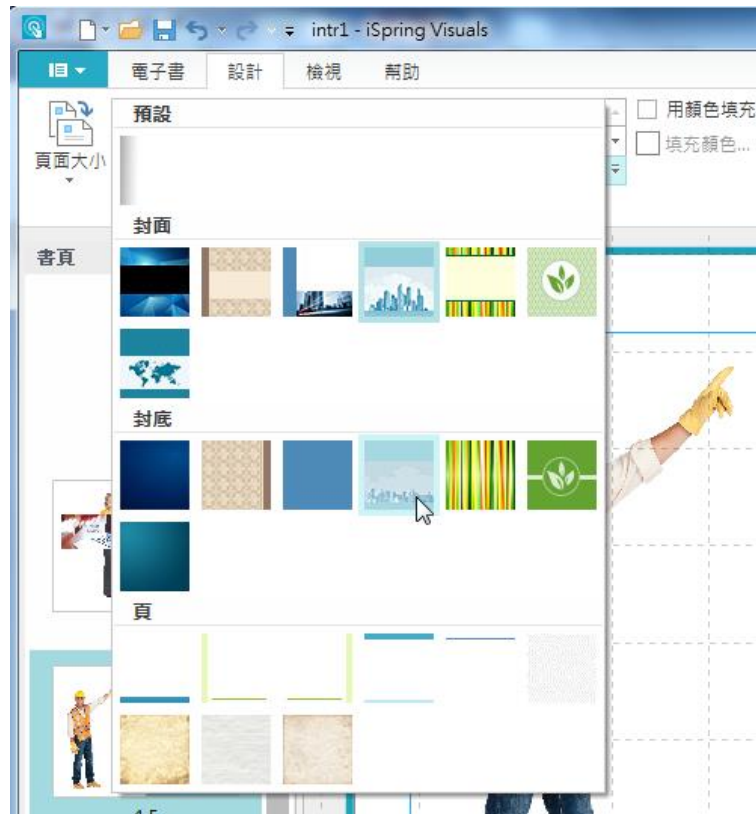 intr1 - iSpring Visuals
電子書 設計 檢視 幫助
預設
用顏色填充
填充顏色...
頁面大小
封面
書頁
封底
頁